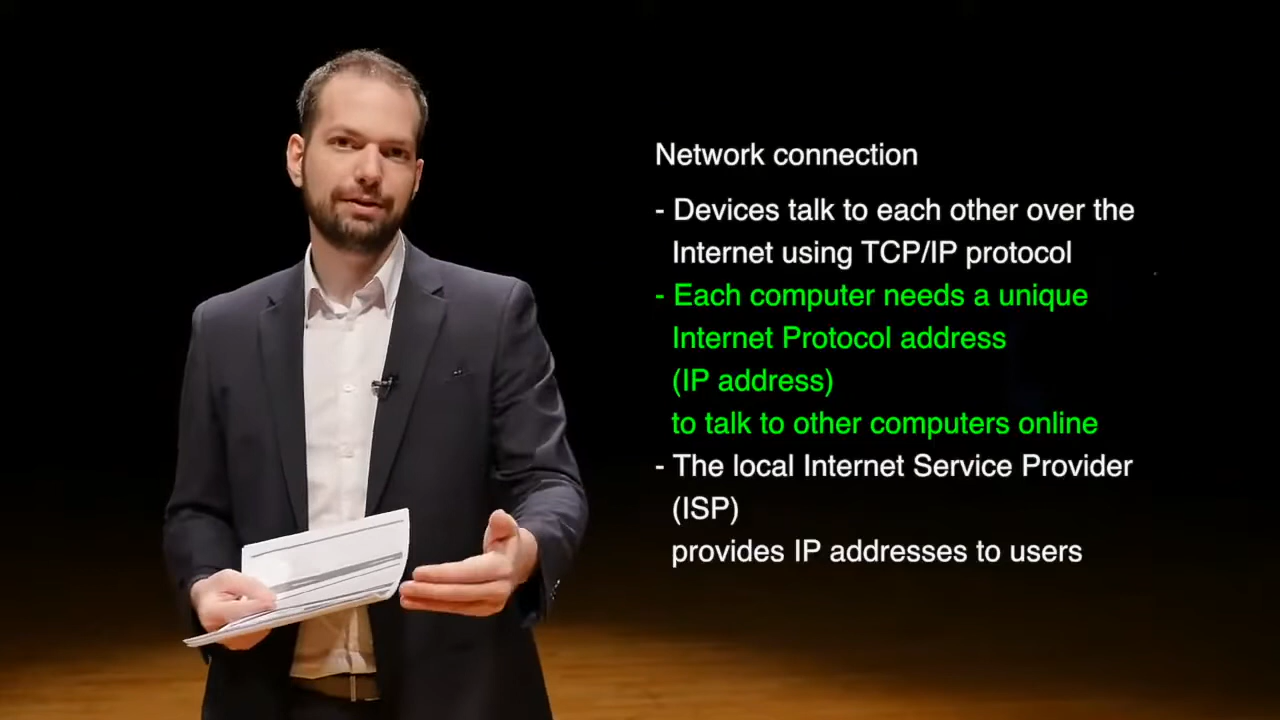 Network connection
- Devices talk to each other over the
Internet using TCP/IP protocol
- Each computer needs a unique
Internet Protocol address
(IP address)
to talk to other computers online
- The local Internet Service Provider
(ISP)
provides IP addresses to users